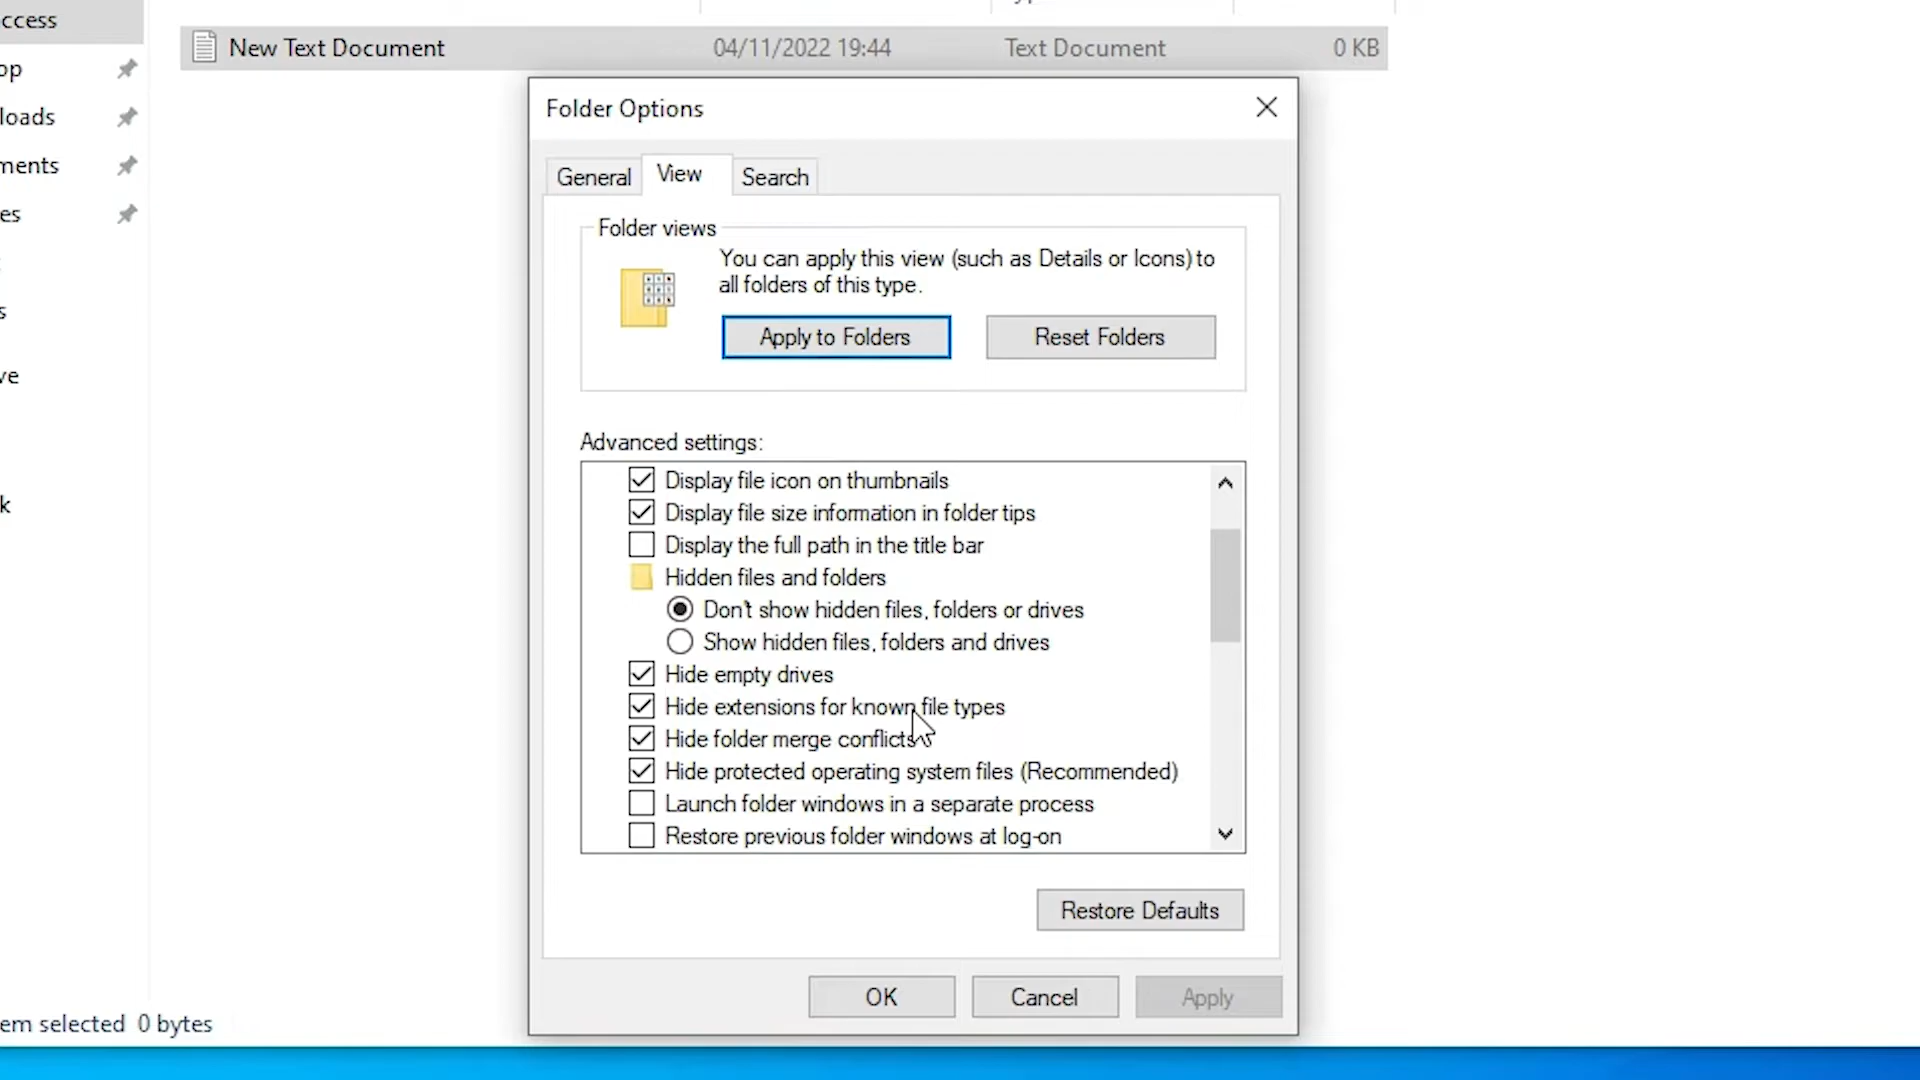 ccess
New Text Document 04/11/2022 19:44 Text Document 0 KB
op
loads
ments
es
s
ve
k
em selected 0 bytes
Folder Options
General View Search
Folder views
You can apply this view (such as Details or Icons) to
all folders of this type.
Apply to Folders Reset Folders
Advanced settings:
Display file icon on thumbnails
Display file size information in folder tips
Display the full path in the title bar
Hidden files and folders
Don't show hidden files, folders or drives
Show hidden files, folders and drives
Hide empty drives
Hide extensions for known file types
Hide folder merge conflicts
Hide protected operating system files (Recommended)
Launch folder windows in a separate process
Restore previous folder windows at log-on
Restore Defaults
OK Cancel Apply